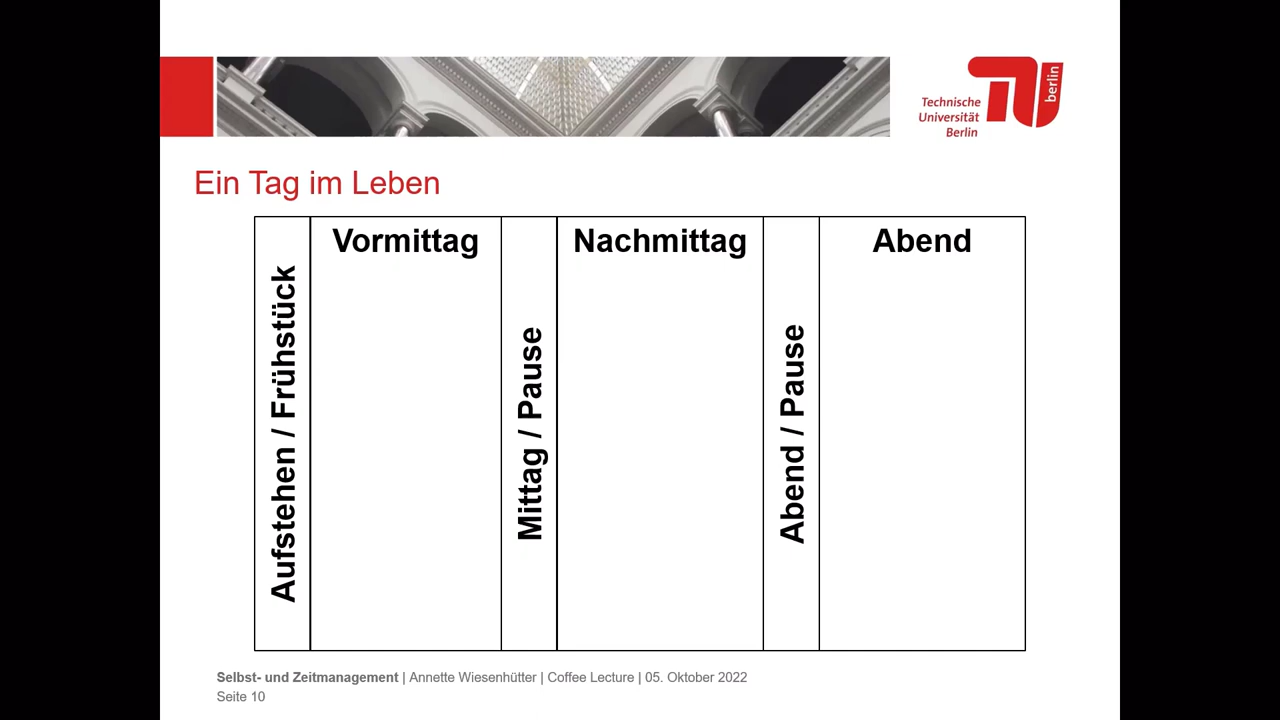 Technische
Universität
Berlin
berlin
Ein Tag im Leben
Aufstehen / Frühstück
Vormittag
Mittag / Pause
Nachmittag
Abend / Pause
Abend
Selbst- und Zeitmanagement | Annette Wiesenhütter | Coffee Lecture | 05. Oktober 2022
Seite 10